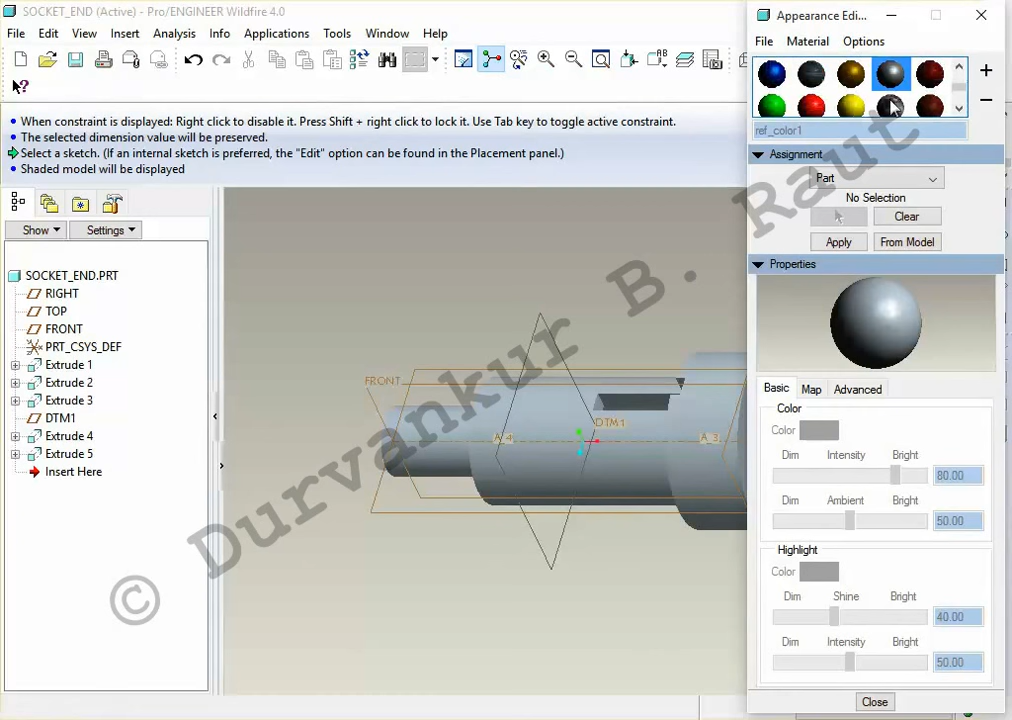 SOCKET_END (Active) - Pro/ENGINEER Wildfire 4.0
File Edit View Insert Analysis Info Applications Tools Window Help
When constraint is displayed: Right click to disable it. Press Shift + right click to lock it. Use Tab key to toggle active constraint.
The selected dimension value will be preserved.
Select a sketch. (If an internal sketch is preferred, the "Edit" option can be found in the Placement panel.)
Shaded model will be displayed
Show Settings
SOCKET_END.PRT
RIGHT
TOP
FRONT
PRT_CSYS_DEF
Extrude 1
Extrude 2
Extrude 3
DTM1
Extrude 4
Extrude 5
Insert Here
FRONT
DTM1
A_4
A_3
© Durvankur B. Raut
Appearance Edi...
File Material Options
ref_color1
Assignment
Part
No Selection
Clear
Apply From Model
Properties
Basic Map Advanced
Color
Color
Dim Intensity Bright
80.00
Dim Ambient Bright
50.00
Highlight
Color
Dim Shine Bright
40.00
Dim Intensity Bright
50.00
Close